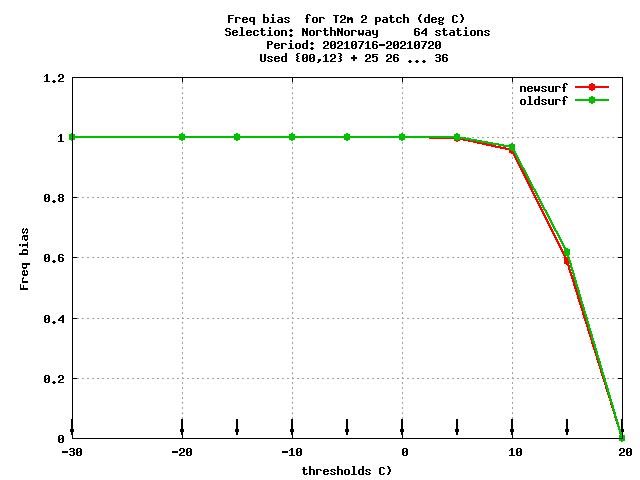 Freq bias  for T2m 2 patch (deg C)
Selection: NorthNorway     64 stations
Period: 20210716-20210720
Used {00,12} + 25 26 ... 36
newsurf
oldsurf
1.2
1
0.8
0.6
0.4
0.2
0
Freq bias
-30 -20 -10 0 10 20
thresholds C)